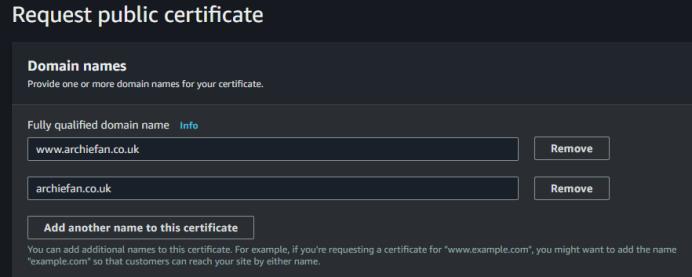 Request public certificate
Domain names
Provide one or more domain names for your certificate.
Fully qualified domain name Info
www.archiefan.co.uk Remove
archiefan.co.uk Remove
Add another name to this certificate
You can add additional names to this certificate. For example, if you're requesting a certificate for "www.example.com", you might want to add the name
"example.com" so that customers can reach your site by either name.